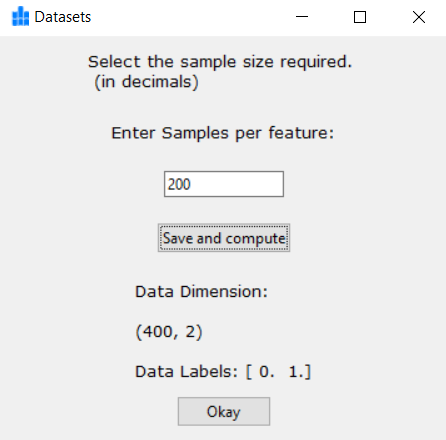 Datasets
Select the sample size required.
(in decimals)
Enter Samples per feature:
200
Save and compute
Data Dimension:
(400, 2)
Data Labels: [ 0.  1.]
Okay